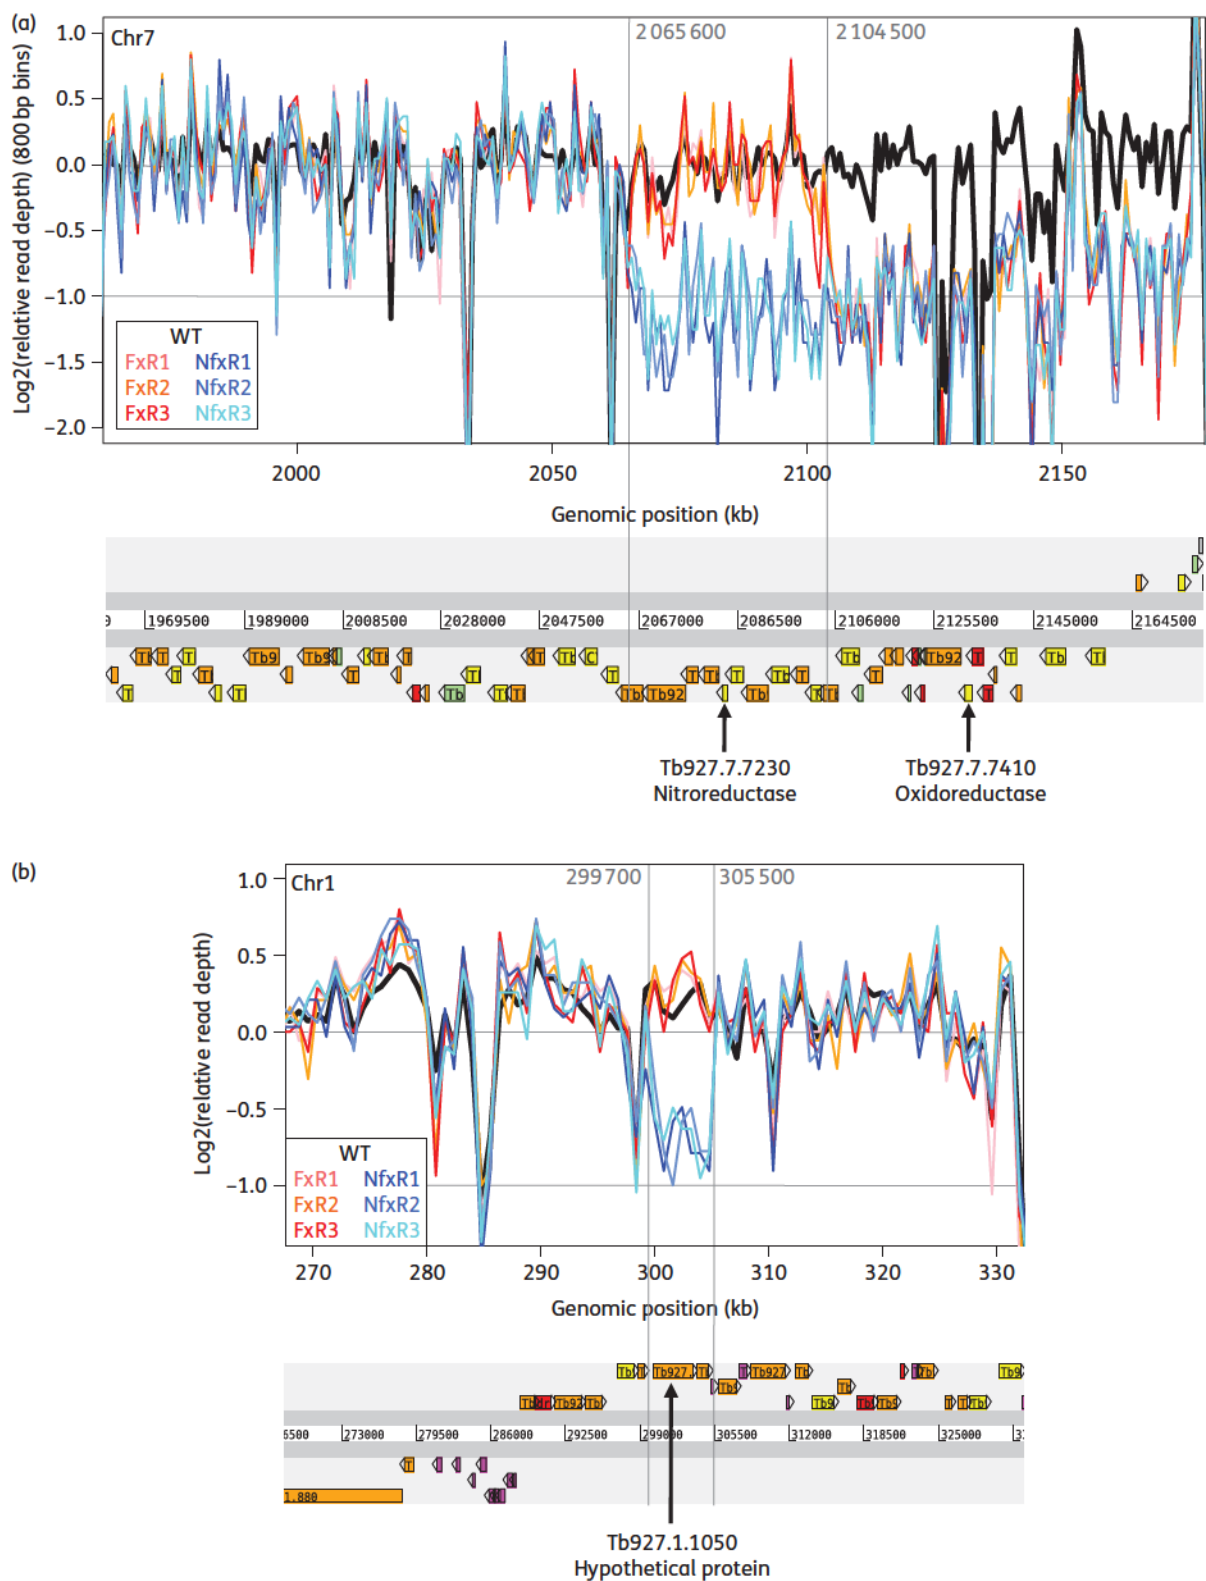 (a)
Chr7
2 065 600
2 104 500
Log2(relative read depth) (800 bp bins)
1.0
0.5
0.0
−0.5
−1.0
−1.5
−2.0
WT
FxR1 NfxR1
FxR2 NfxR2
FxR3 NfxR3
2000 2050 2100 2150
Genomic position (kb)
1969500 1989000 2008500 2028000 2047500 2067000 2086500 2106000 2125500 2145000 2164500
Tb927.7.7230
Nitroreductase
Tb927.7.7410
Oxidoreductase
(b)
Chr1
299 700
305 500
Log2(relative read depth)
1.0
0.5
0.0
−0.5
−1.0
WT
FxR1 NfxR1
FxR2 NfxR2
FxR3 NfxR3
270 280 290 300 310 320 330
Genomic position (kb)
6500 273000 279500 286000 292500 299000 305500 312000 318500 325000
1.880
Tb927.1.1050
Hypothetical protein